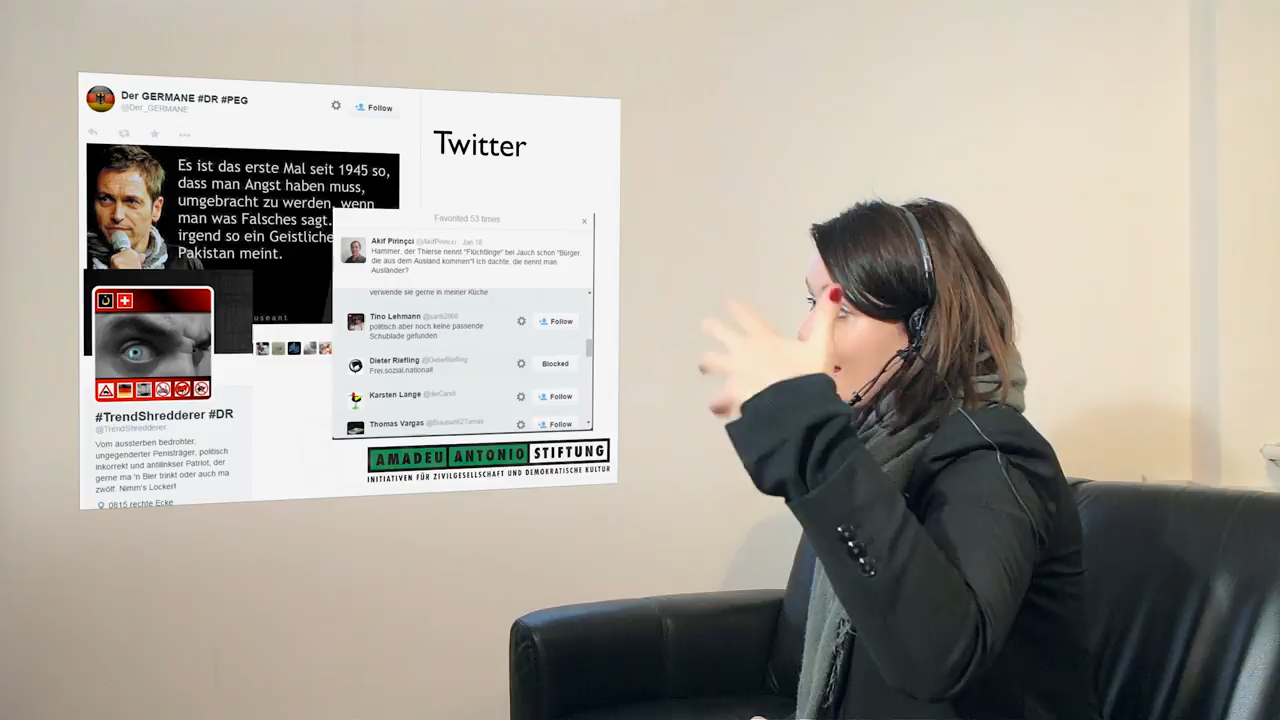 Der GERMANE #DR #PEG
@Der_GERMANE
Follow
Es ist das erste Mal seit 1945 so,
dass man Angst haben muss,
umgebracht zu werden, wenn
man was Falsches sagt.
irgend so ein Geistliche
Pakistan meint.
#TrendShredderer #DR
@TrendShredderer
Vom aussterben bedrohter,
ungegenderter Penisträger, politisch
inkorrekt und antilinkser Patriot, der
gerne ma 'n Bier trinkt oder auch ma
zwölf. Nimm's Locker!
0815 rechte Ecke
Twitter
Favorited 53 times
Akif Pirinçci @AkifPirincci Jan 18
Hammer, der Thierse nennt "Flüchtlinge" bei Jauch schon "Bürger,
die aus dem Ausland kommen"! Ich dachte, die nennt man
Ausländer?
verwende sie gerne in meiner Küche
Tino Lehmann
politisch aber noch keine passende
Schublade gefunden
Follow
Dieter Riefling @DieterRiefling
Frei,sozial,national!
Blocked
Karsten Lange @derCandi
Follow
Thomas Vargas
Follow
AMADEU ANTONIO STIFTUNG
INITIATIVEN FÜR ZIVILGESELLSCHAFT UND DEMOKRATISCHE KULTUR